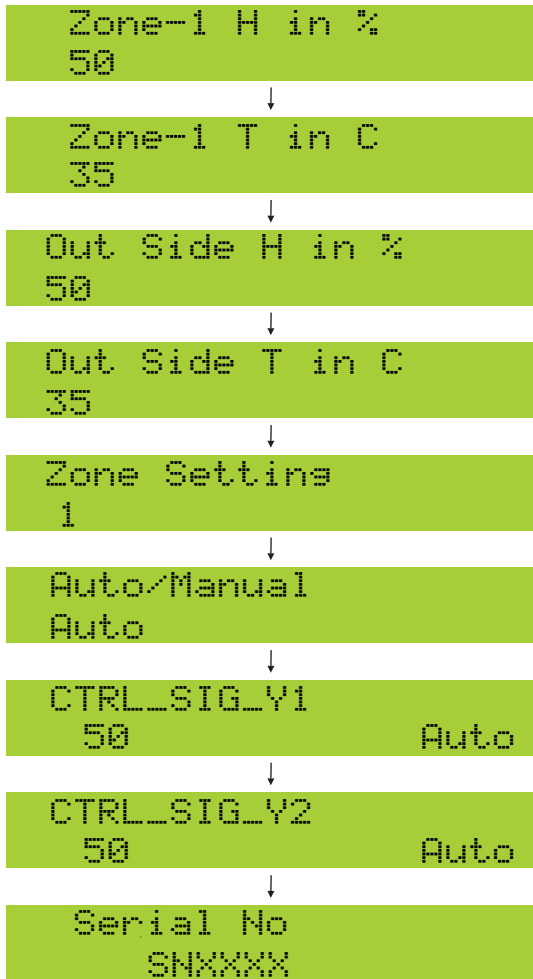 Zone-1 H in %
50
Zone-1 T in C
35
Out Side H in %
50
Out Side T in C
35
Zone Setting
1
Auto/Manual
Auto
CTRL_SIG_Y1
50 Auto
CTRL_SIG_Y2
50 Auto
Serial No
SNXXXX